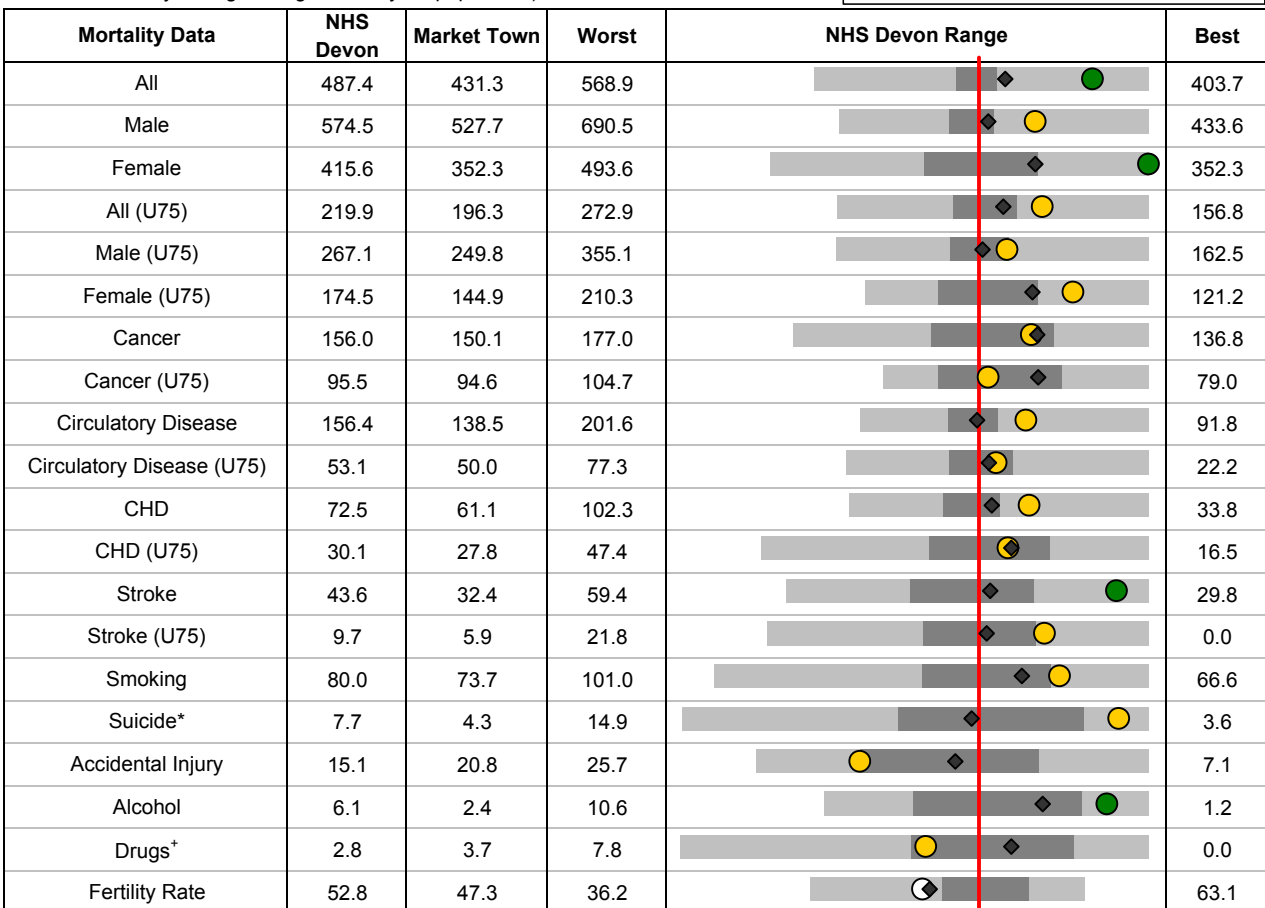 Mortality Data NHS Devon Market Town Worst NHS Devon Range Best
All 487.4 431.3 568.9 403.7
Male 574.5 527.7 690.5 433.6
Female 415.6 352.3 493.6 352.3
All (U75) 219.9 196.3 272.9 156.8
Male (U75) 267.1 249.8 355.1 162.5
Female (U75) 174.5 144.9 210.3 121.2
Cancer 156.0 150.1 177.0 136.8
Cancer (U75) 95.5 94.6 104.7 79.0
Circulatory Disease 156.4 138.5 201.6 91.8
Circulatory Disease (U75) 53.1 50.0 77.3 22.2
CHD 72.5 61.1 102.3 33.8
CHD (U75) 30.1 27.8 47.4 16.5
Stroke 43.6 32.4 59.4 29.8
Stroke (U75) 9.7 5.9 21.8 0.0
Smoking 80.0 73.7 101.0 66.6
Suicide* 7.7 4.3 14.9 3.6
Accidental Injury 15.1 20.8 25.7 7.1
Alcohol 6.1 2.4 10.6 1.2
Drugs+ 2.8 3.7 7.8 0.0
Fertility Rate 52.8 47.3 36.2 63.1